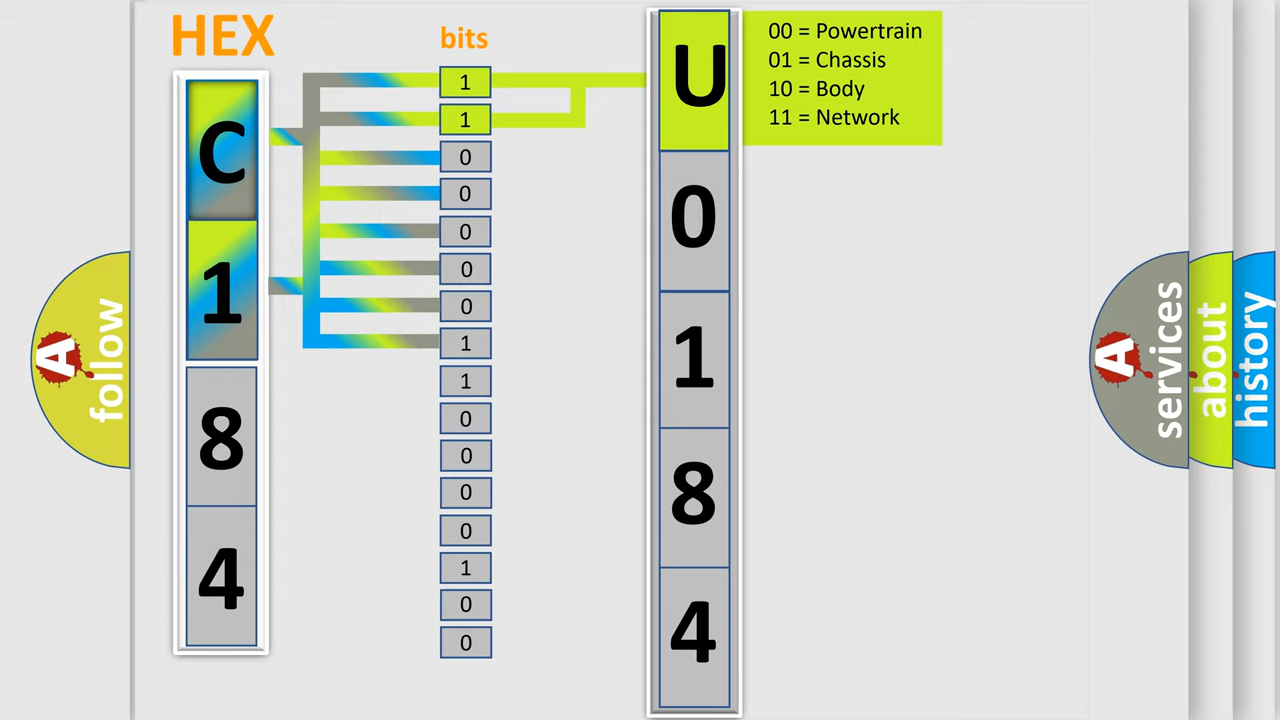 HEX
bits
C
1
8
4
1
1
0
0
0
0
0
1
1
0
0
0
0
1
0
0
U
0
1
8
4
00 = Powertrain
01 = Chassis
10 = Body
11 = Network
A
follow
A
services
about
history